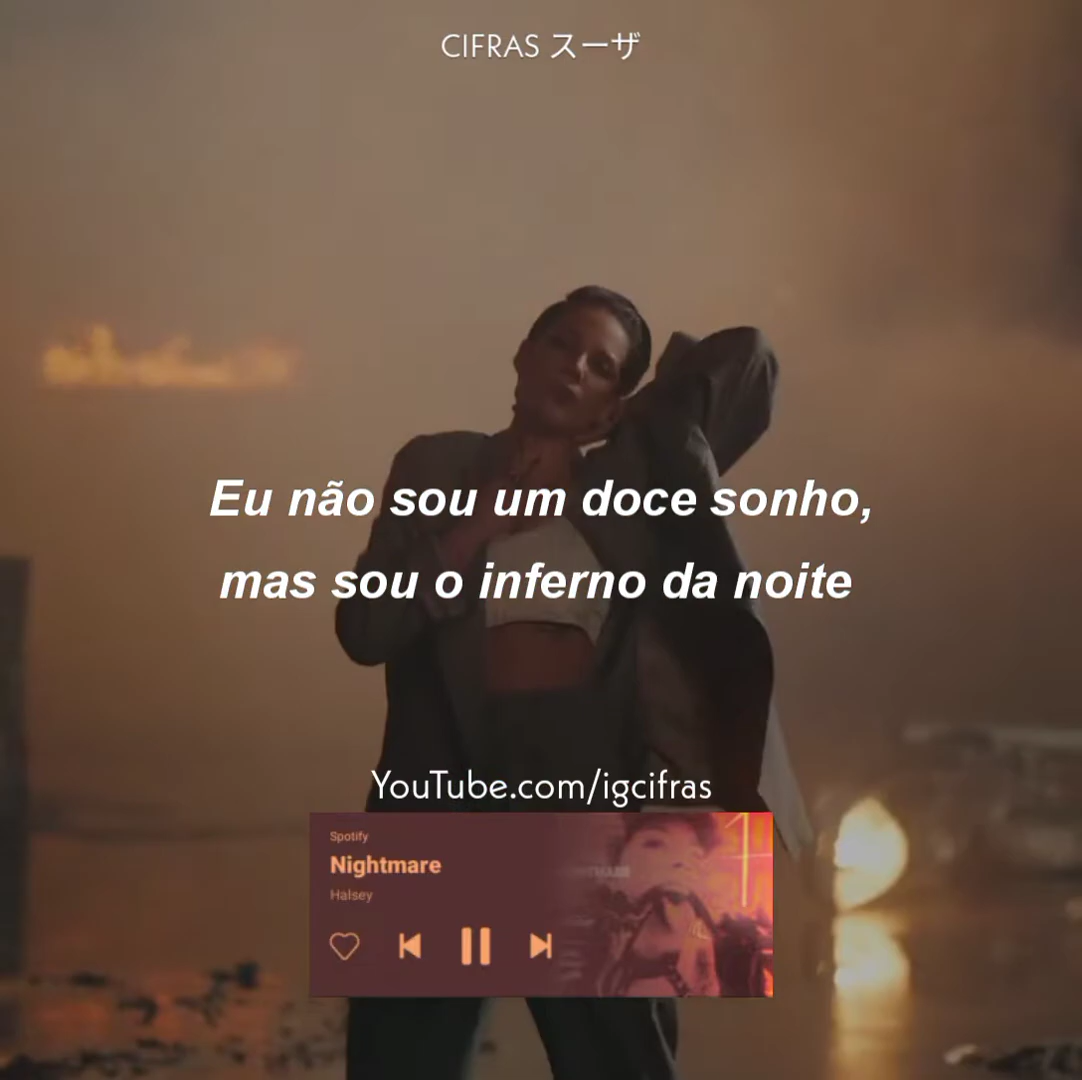 CIFRAS スーザ
Eu não sou um doce sonho,
mas sou o inferno da noite
YouTube.com/igcifras
Spotify
Nightmare
Halsey